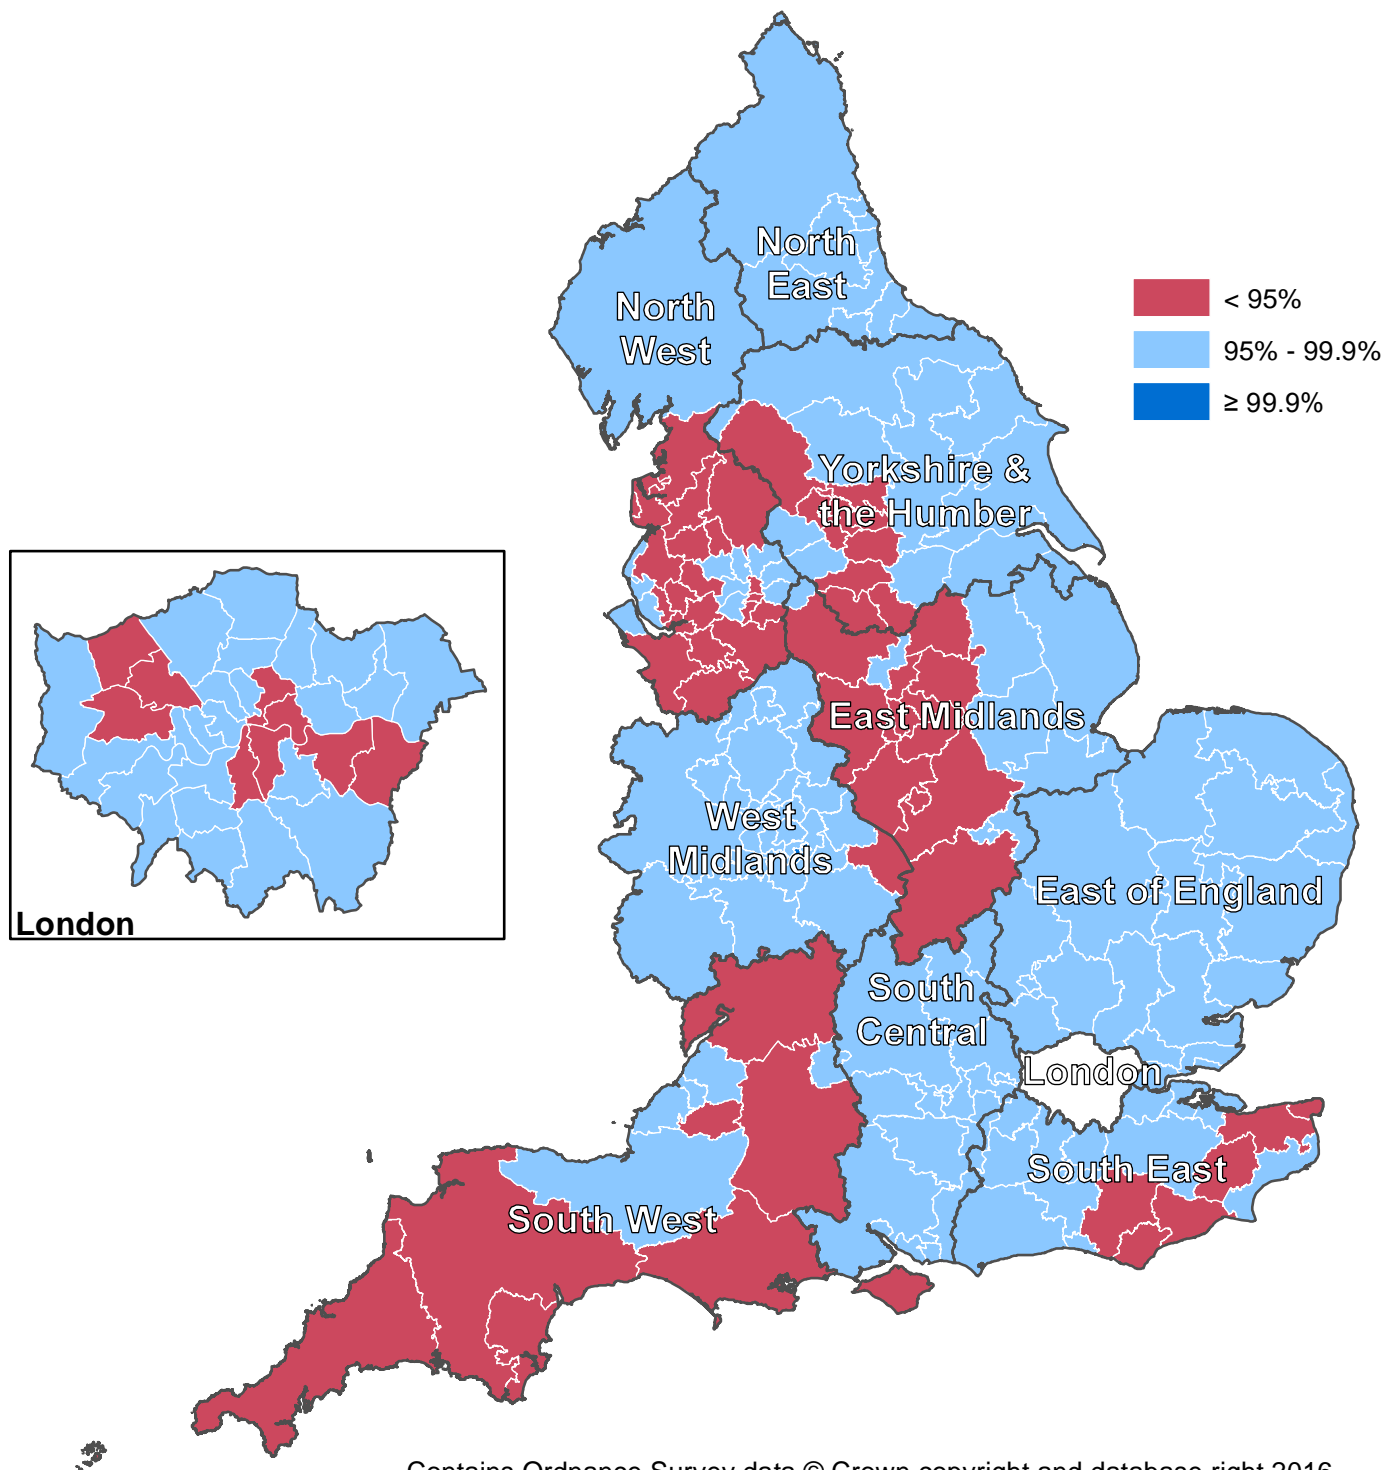 North
East
North
West
< 95%
95% - 99.9%
≥ 99.9%
Yorkshire &
the Humber
East Midlands
West
Midlands
East of England
London
South
Central
London
South East
South West
Contains Ordnance Survey data © Crown copyright and database right 2016